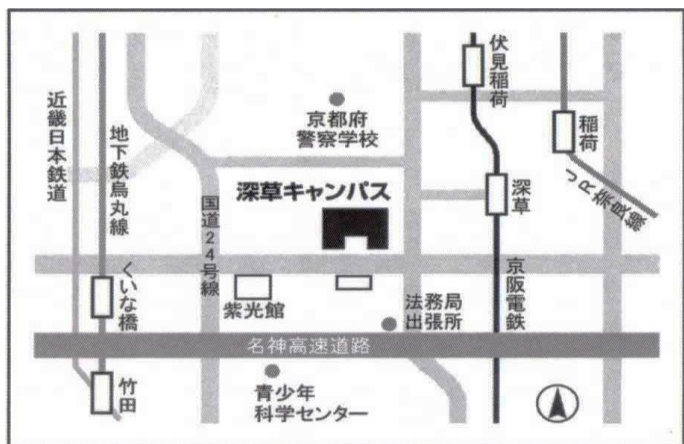 近畿日本鉄道
地下鉄烏丸線
国道24号線
京都府
警察学校
伏見稲荷
稲荷
JR奈良線
深草キャンパス
深草
くいな橋
紫光館
法務局
出張所
京阪電鉄
名神高速道路
竹田
青少年
科学センター